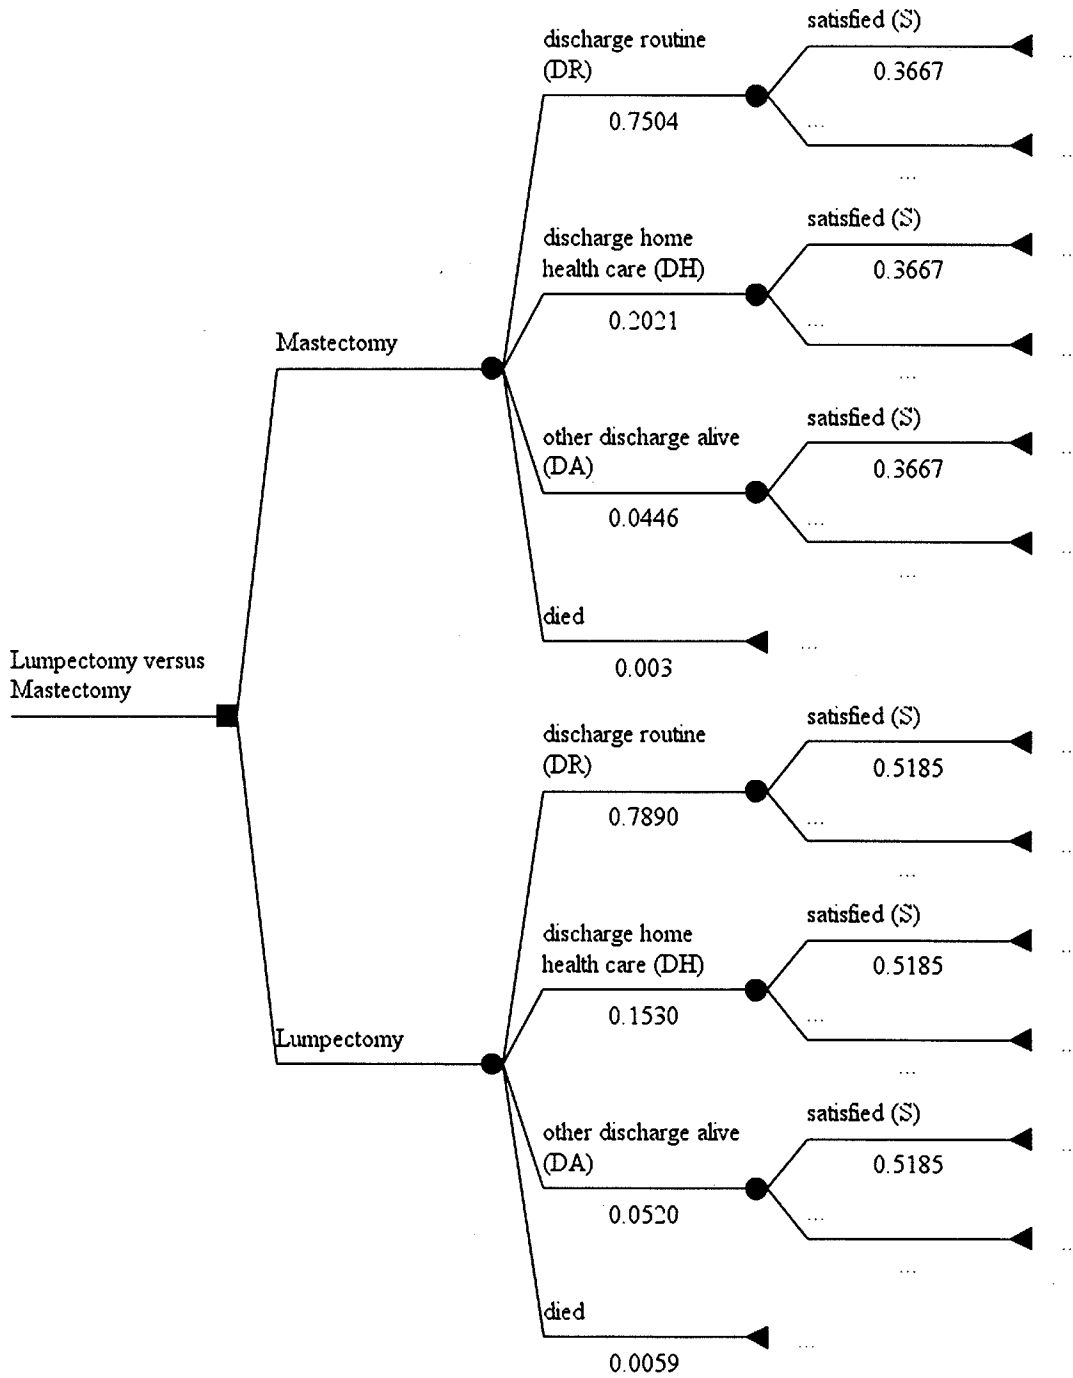 discharge routine
(DR)
0.7504
satisfied (S)
0.3667
...
...
...
...
discharge home
health care (DH)
0.2021
satisfied (S)
0.3667
...
...
...
...
Mastectomy
other discharge alive
(DA)
0.0446
satisfied (S)
0.3667
...
...
...
...
died
0.003
...
Lumpectomy versus
Mastectomy
discharge routine
(DR)
0.7890
satisfied (S)
0.5185
...
...
...
...
discharge home
health care (DH)
0.1530
satisfied (S)
0.5185
...
...
...
...
Lumpectomy
other discharge alive
(DA)
0.0520
satisfied (S)
0.5185
...
...
...
...
died
0.0059
...